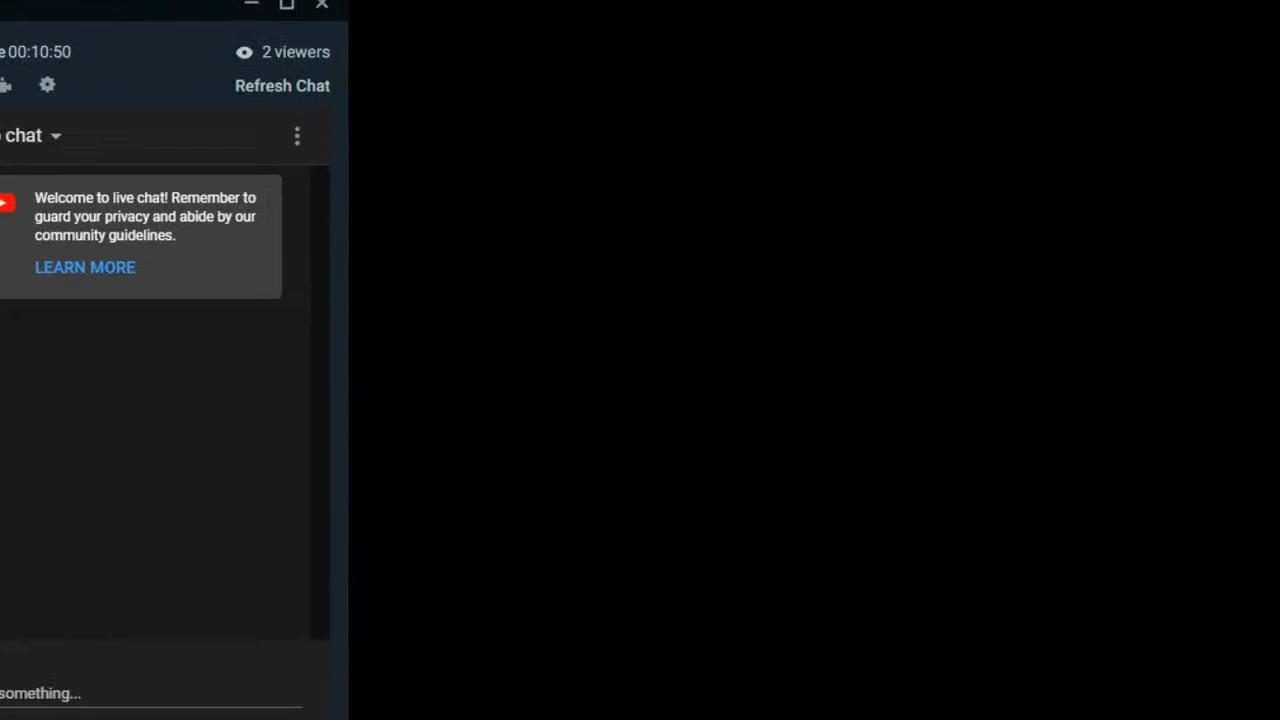 e 00:10:50
2 viewers
Refresh Chat
chat
Welcome to live chat! Remember to
guard your privacy and abide by our
community guidelines.
LEARN MORE
something...